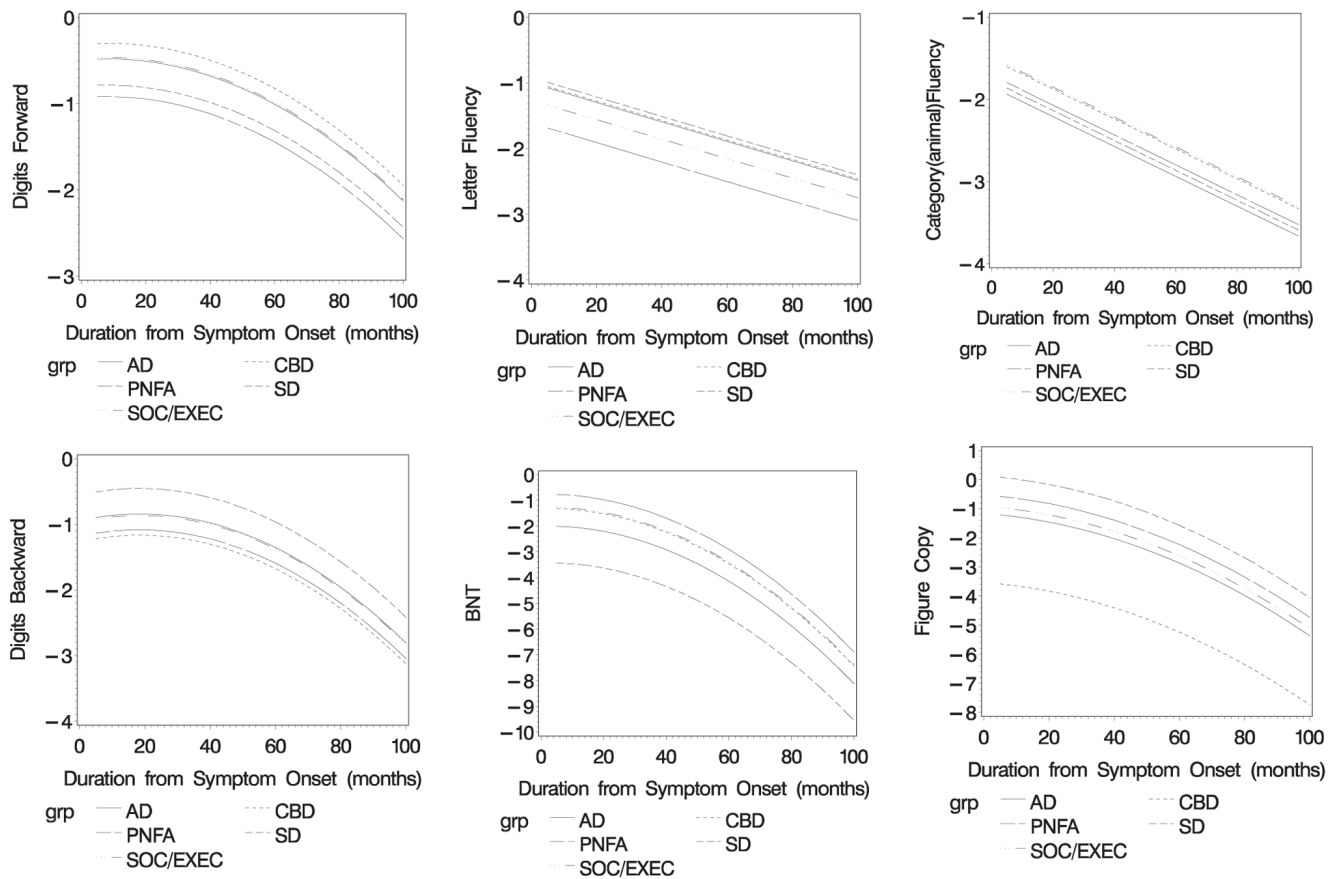 0
−1
−2
−3
Digits Forward
0 20 40 60 80 100
Duration from Symptom Onset (months)
grp AD CBD
PNFA SD
SOC/EXEC
0
−1
−2
−3
−4
Letter Fluency
0 20 40 60 80 100
Duration from Symptom Onset (months)
grp AD CBD
PNFA SD
SOC/EXEC
−1
−2
−3
−4
Category(animal)Fluency
0 20 40 60 80 100
Duration from Symptom Onset (months)
grp AD CBD
PNFA SD
SOC/EXEC
0
−1
−2
−3
−4
Digits Backward
0 20 40 60 80 100
Duration from Symptom Onset (months)
grp AD CBD
PNFA SD
SOC/EXEC
0
−1
−2
−3
−4
−5
−6
−7
−8
−9
−10
BNT
0 20 40 60 80 100
Duration from Symptom Onset (months)
grp AD CBD
PNFA SD
SOC/EXEC
1
0
−1
−2
−3
−4
−5
−6
−7
−8
Figure Copy
0 20 40 60 80 100
Duration from Symptom Onset (months)
grp AD CBD
PNFA SD
SOC/EXEC